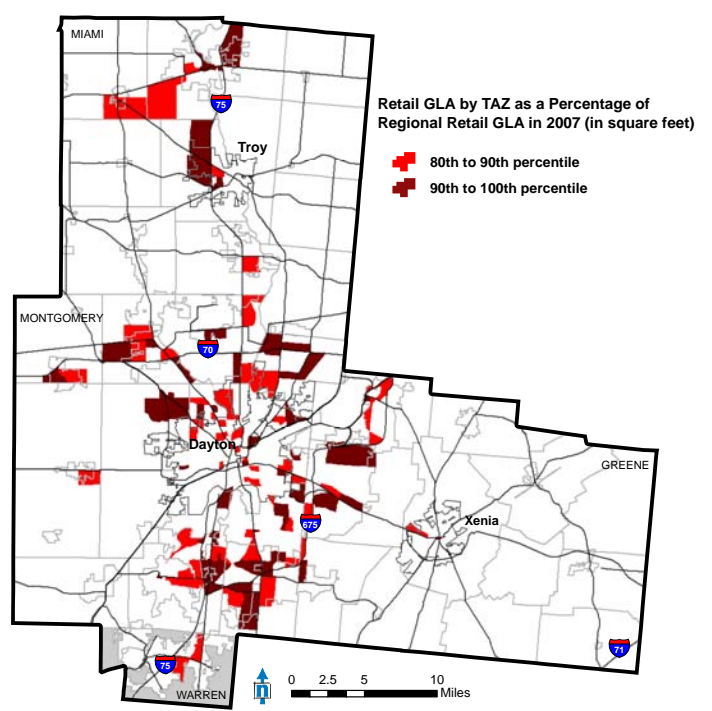 MIAMI
75
Retail GLA by TAZ as a Percentage of
Regional Retail GLA in 2007 (in square feet)
Troy
80th to 90th percentile
90th to 100th percentile
MONTGOMERY
70
Dayton
GREENE
675
Xenia
71
75
WARREN
n
0 2.5 5 10
Miles